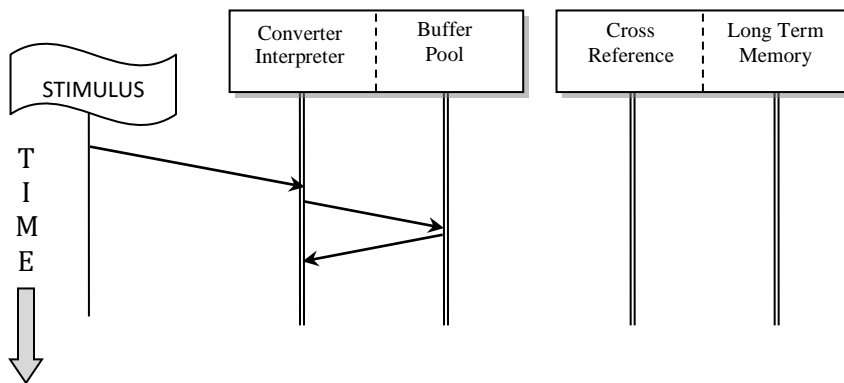 Converter
Interpreter
Buffer
Pool
Cross
Reference
Long Term
Memory
STIMULUS
T
I
M
E